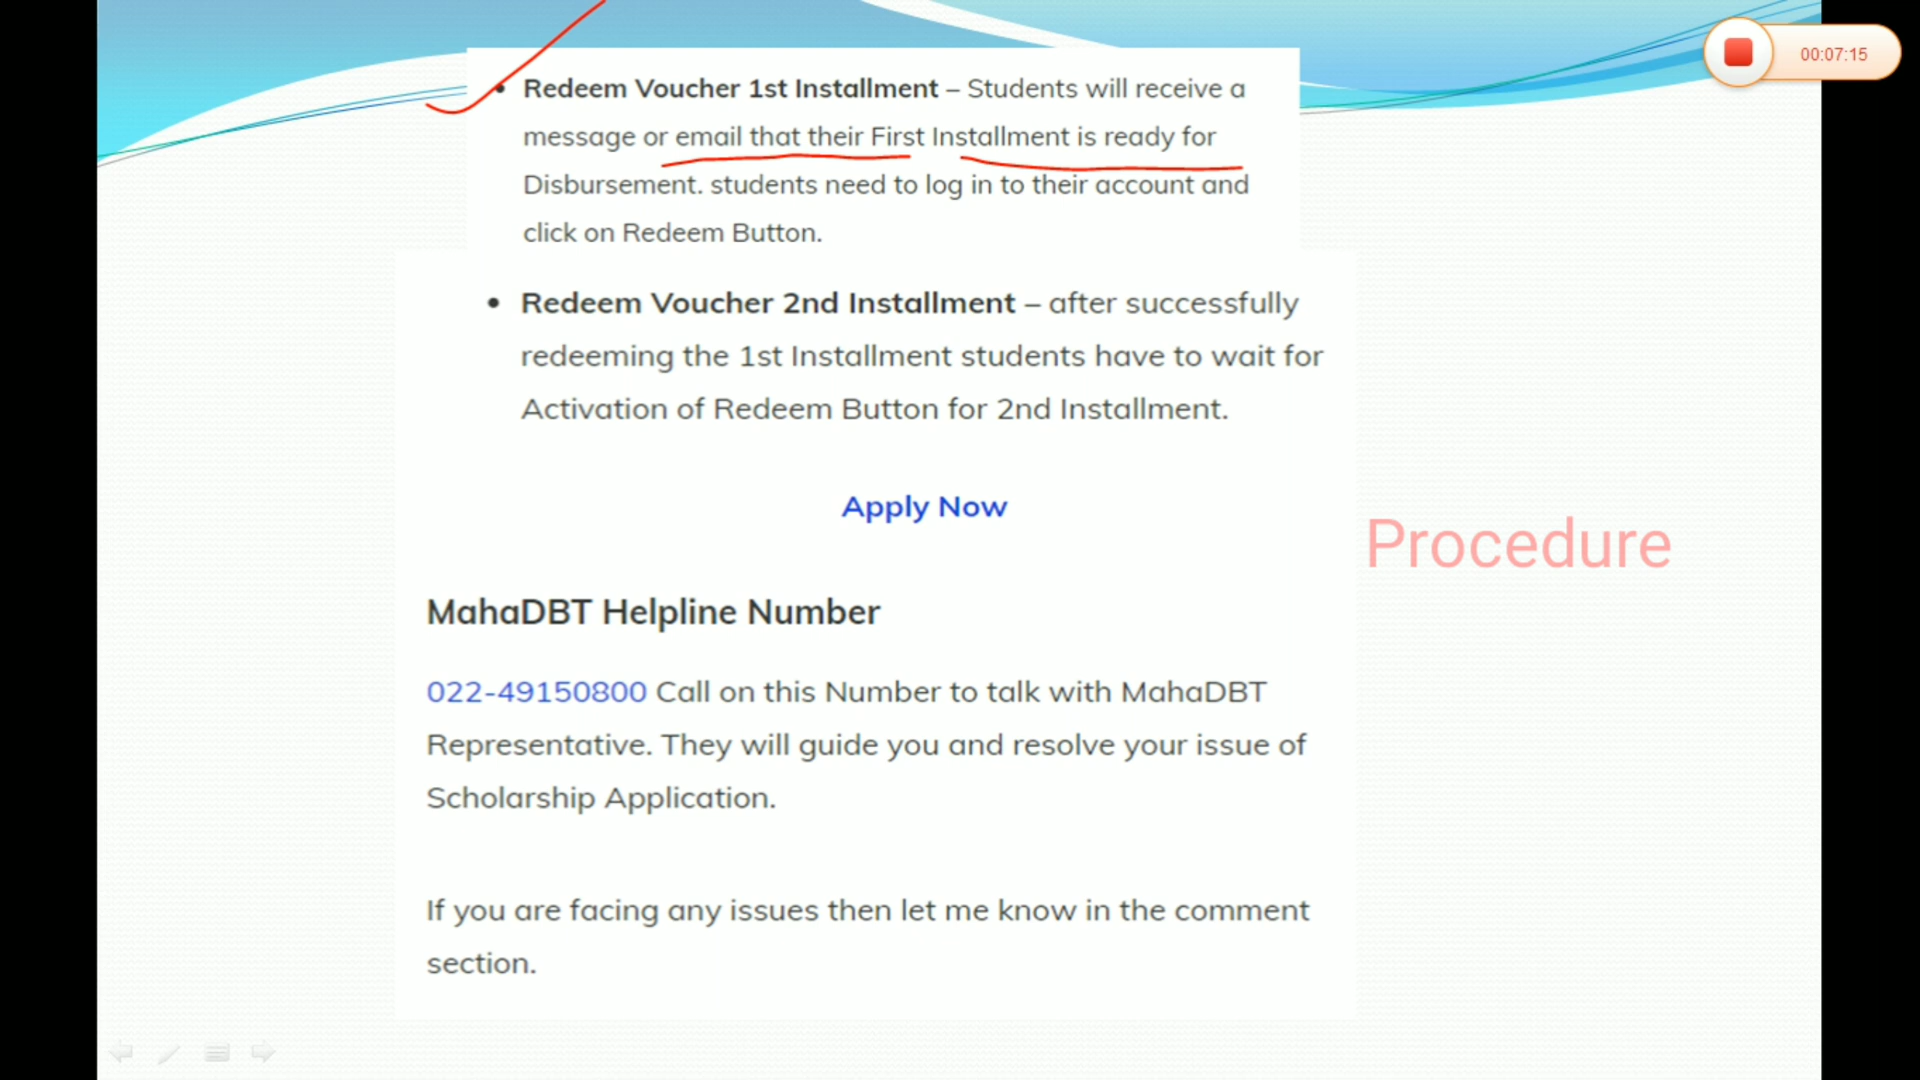 00:07:15
Redeem Voucher 1st Installment – Students will receive a
message or email that their First Installment is ready for
Disbursement. students need to log in to their account and
click on Redeem Button.
Redeem Voucher 2nd Installment – after successfully
redeeming the 1st Installment students have to wait for
Activation of Redeem Button for 2nd Installment.
Apply Now
Procedure
MahaDBT Helpline Number
022-49150800 Call on this Number to talk with MahaDBT
Representative. They will guide you and resolve your issue of
Scholarship Application.
If you are facing any issues then let me know in the comment
section.